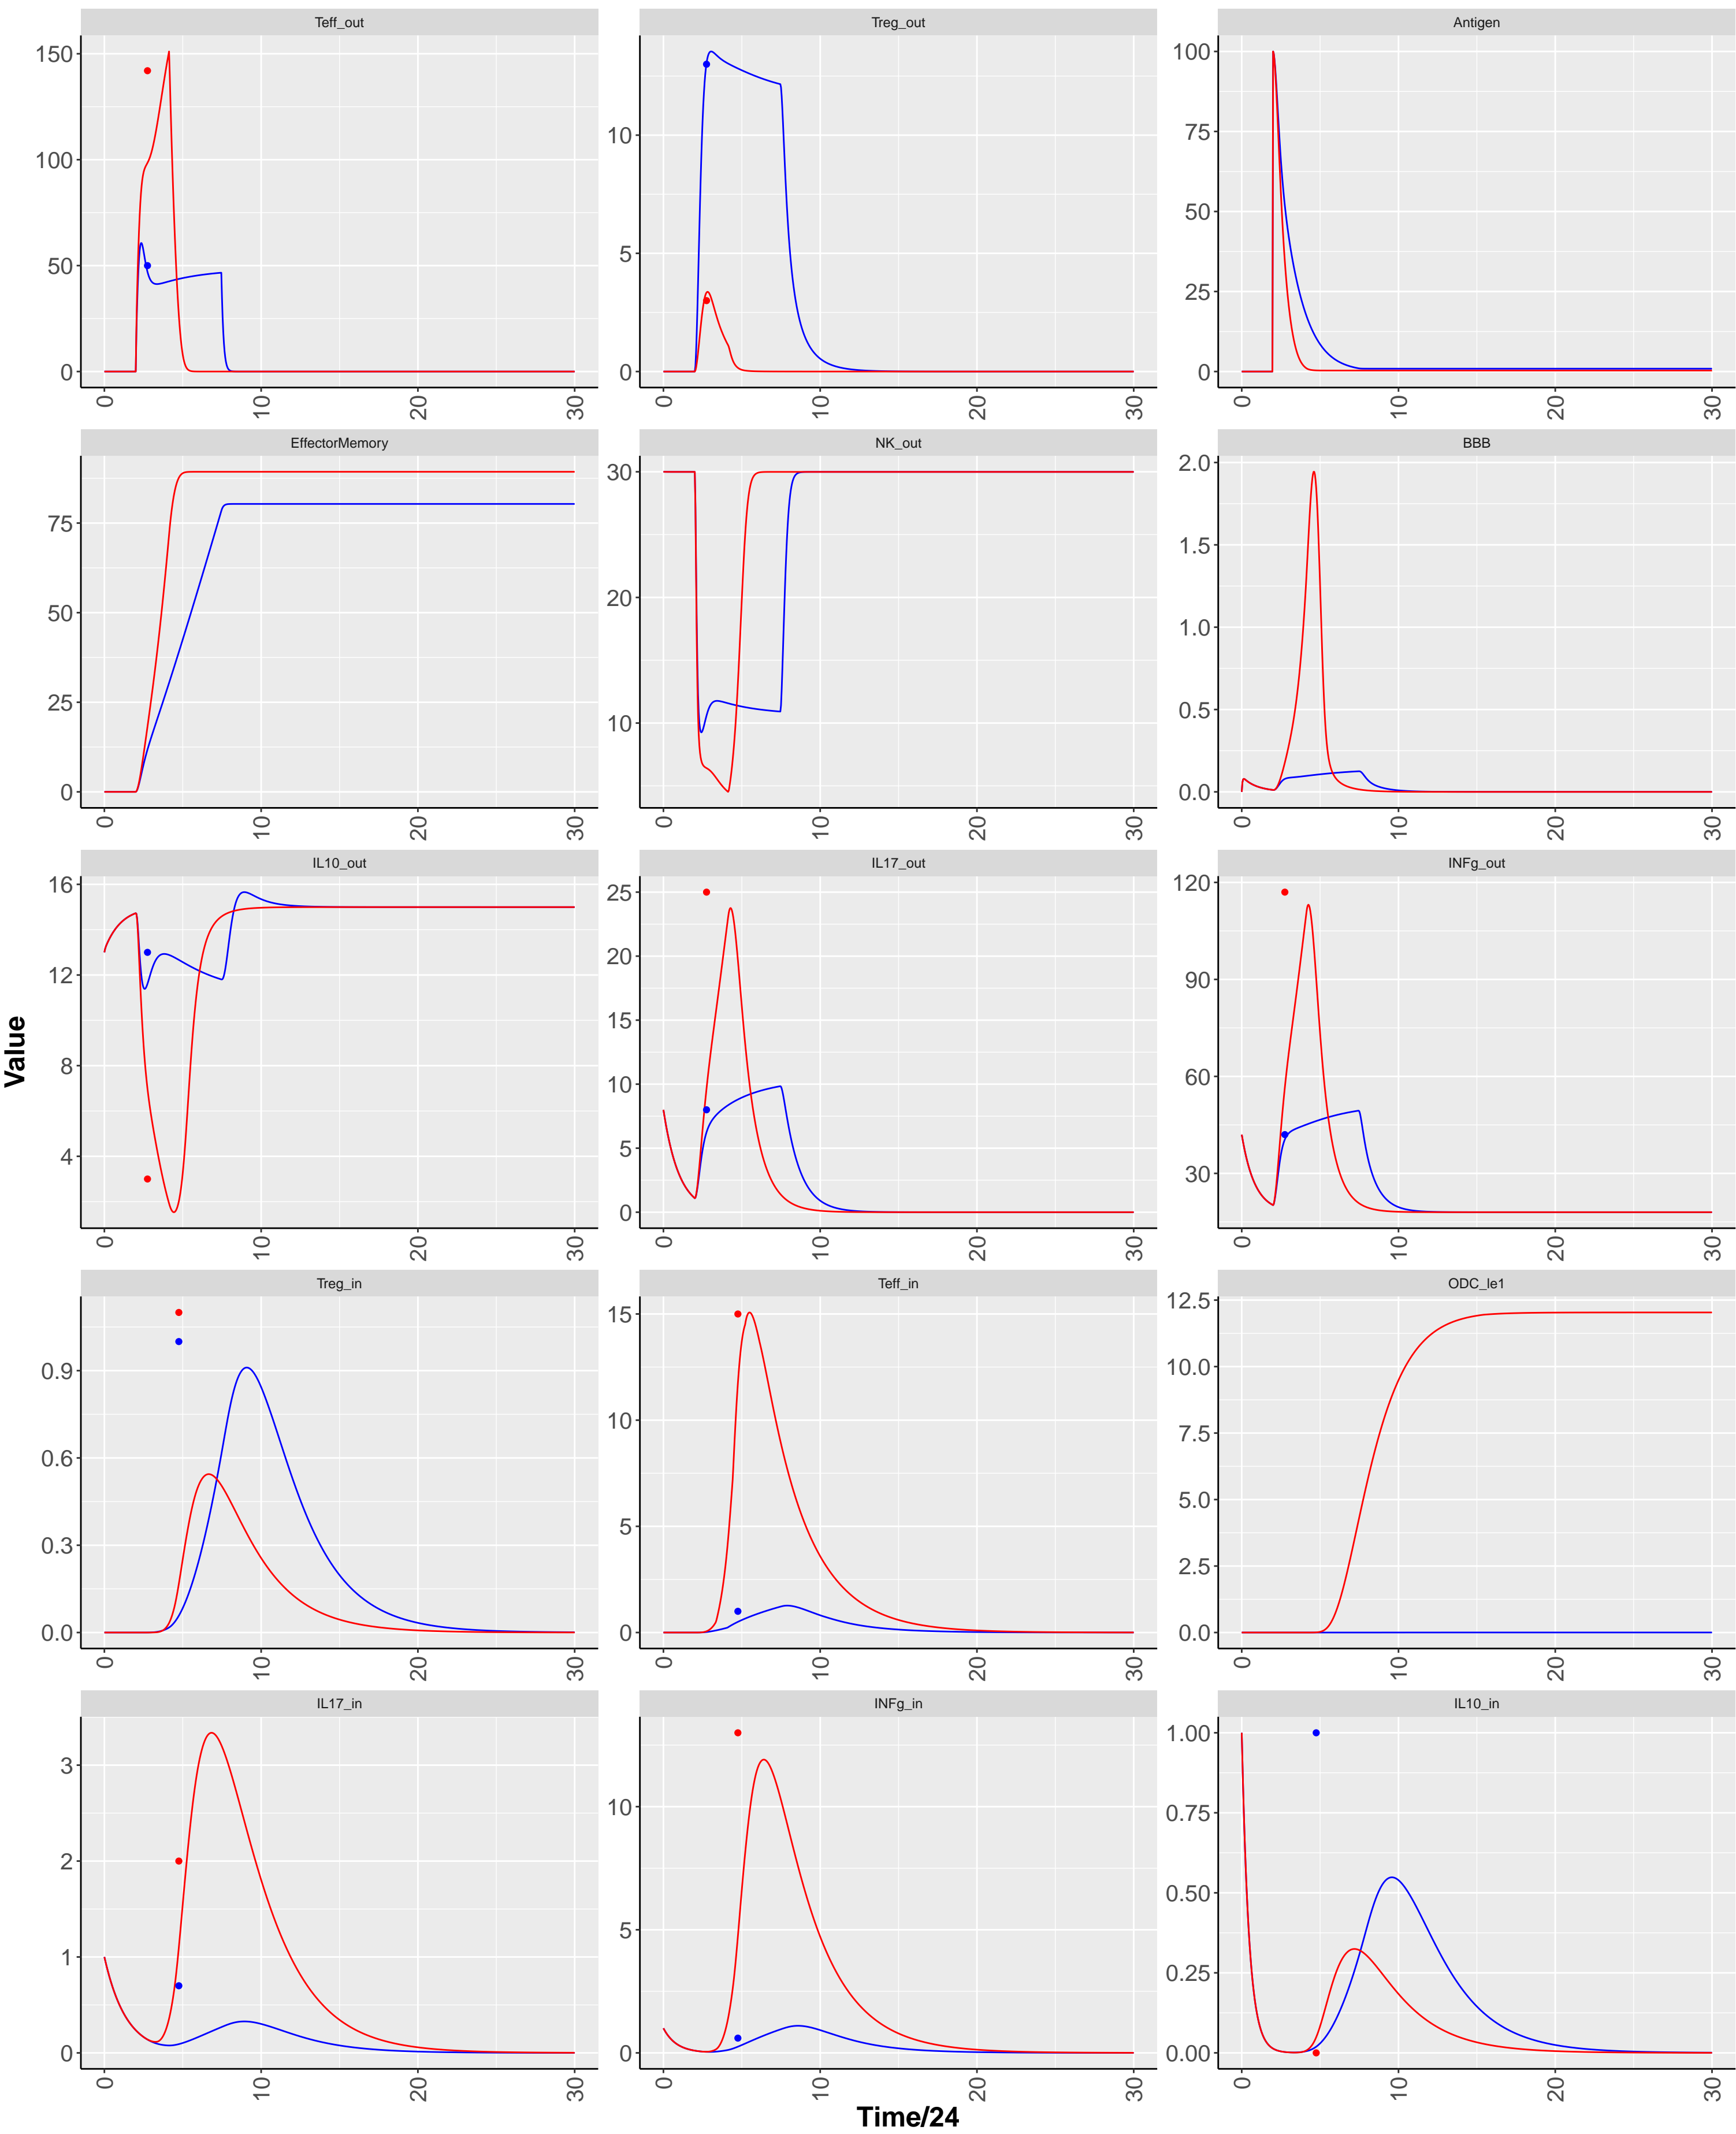 Teff_out Treg_out Antigen
150 100 50 0
10 5 0
100 75 50 25 0
0 10 20 30 0 10 20 30 0 10 20 30
EffectorMemory NK_out BBB
75 50 25 0
30 20 10
2.0 1.5 1.0 0.5 0.0
0 10 20 30 0 10 20 30 0 10 20 30
IL10_out IL17_out INFg_out
16 12 8 4
25 20 15 10 5 0
120 90 60 30
0 10 20 30 0 10 20 30 0 10 20 30
Value
Treg_in Teff_in ODC_le1
0.9 0.6 0.3 0.0
15 10 5 0
12.5 10.0 7.5 5.0 2.5 0.0
0 10 20 30 0 10 20 30 0 10 20 30
IL17_in INFg_in IL10_in
3 2 1 0
10 5 0
1.00 0.75 0.50 0.25 0.00
0 10 20 30 0 10 20 30 0 10 20 30
Time/24